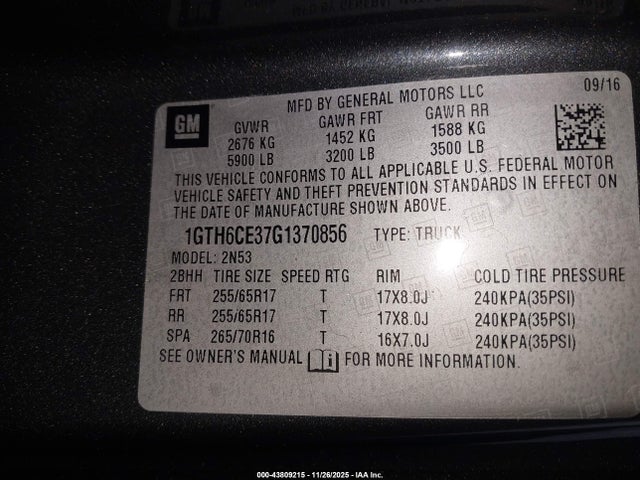 MFD BY GENERAL MOTORS LLC 09/16
GM
GVWR GAWR FRT GAWR RR
2676 KG 1452 KG 1588 KG
5900 LB 3200 LB 3500 LB
THIS VEHICLE CONFORMS TO ALL APPLICABLE U.S. FEDERAL MOTOR
VEHICLE SAFETY AND THEFT PREVENTION STANDARDS IN EFFECT ON
THE DATE OF MANUFACTURE SHOWN ABOVE.
1GTH6CE37G1370856 TYPE: TRUCK
MODEL: 2N53
2BHH TIRE SIZE SPEED RTG RIM COLD TIRE PRESSURE
FRT 255/65R17 T 17X8.0J 240KPA(35PSI)
RR 255/65R17 T 17X8.0J 240KPA(35PSI)
SPA 265/70R16 T 16X7.0J 240KPA(35PSI)
SEE OWNER'S MANUAL i FOR MORE INFORMATION.
000-43809215 - 11/26/2025 - IAA Inc.